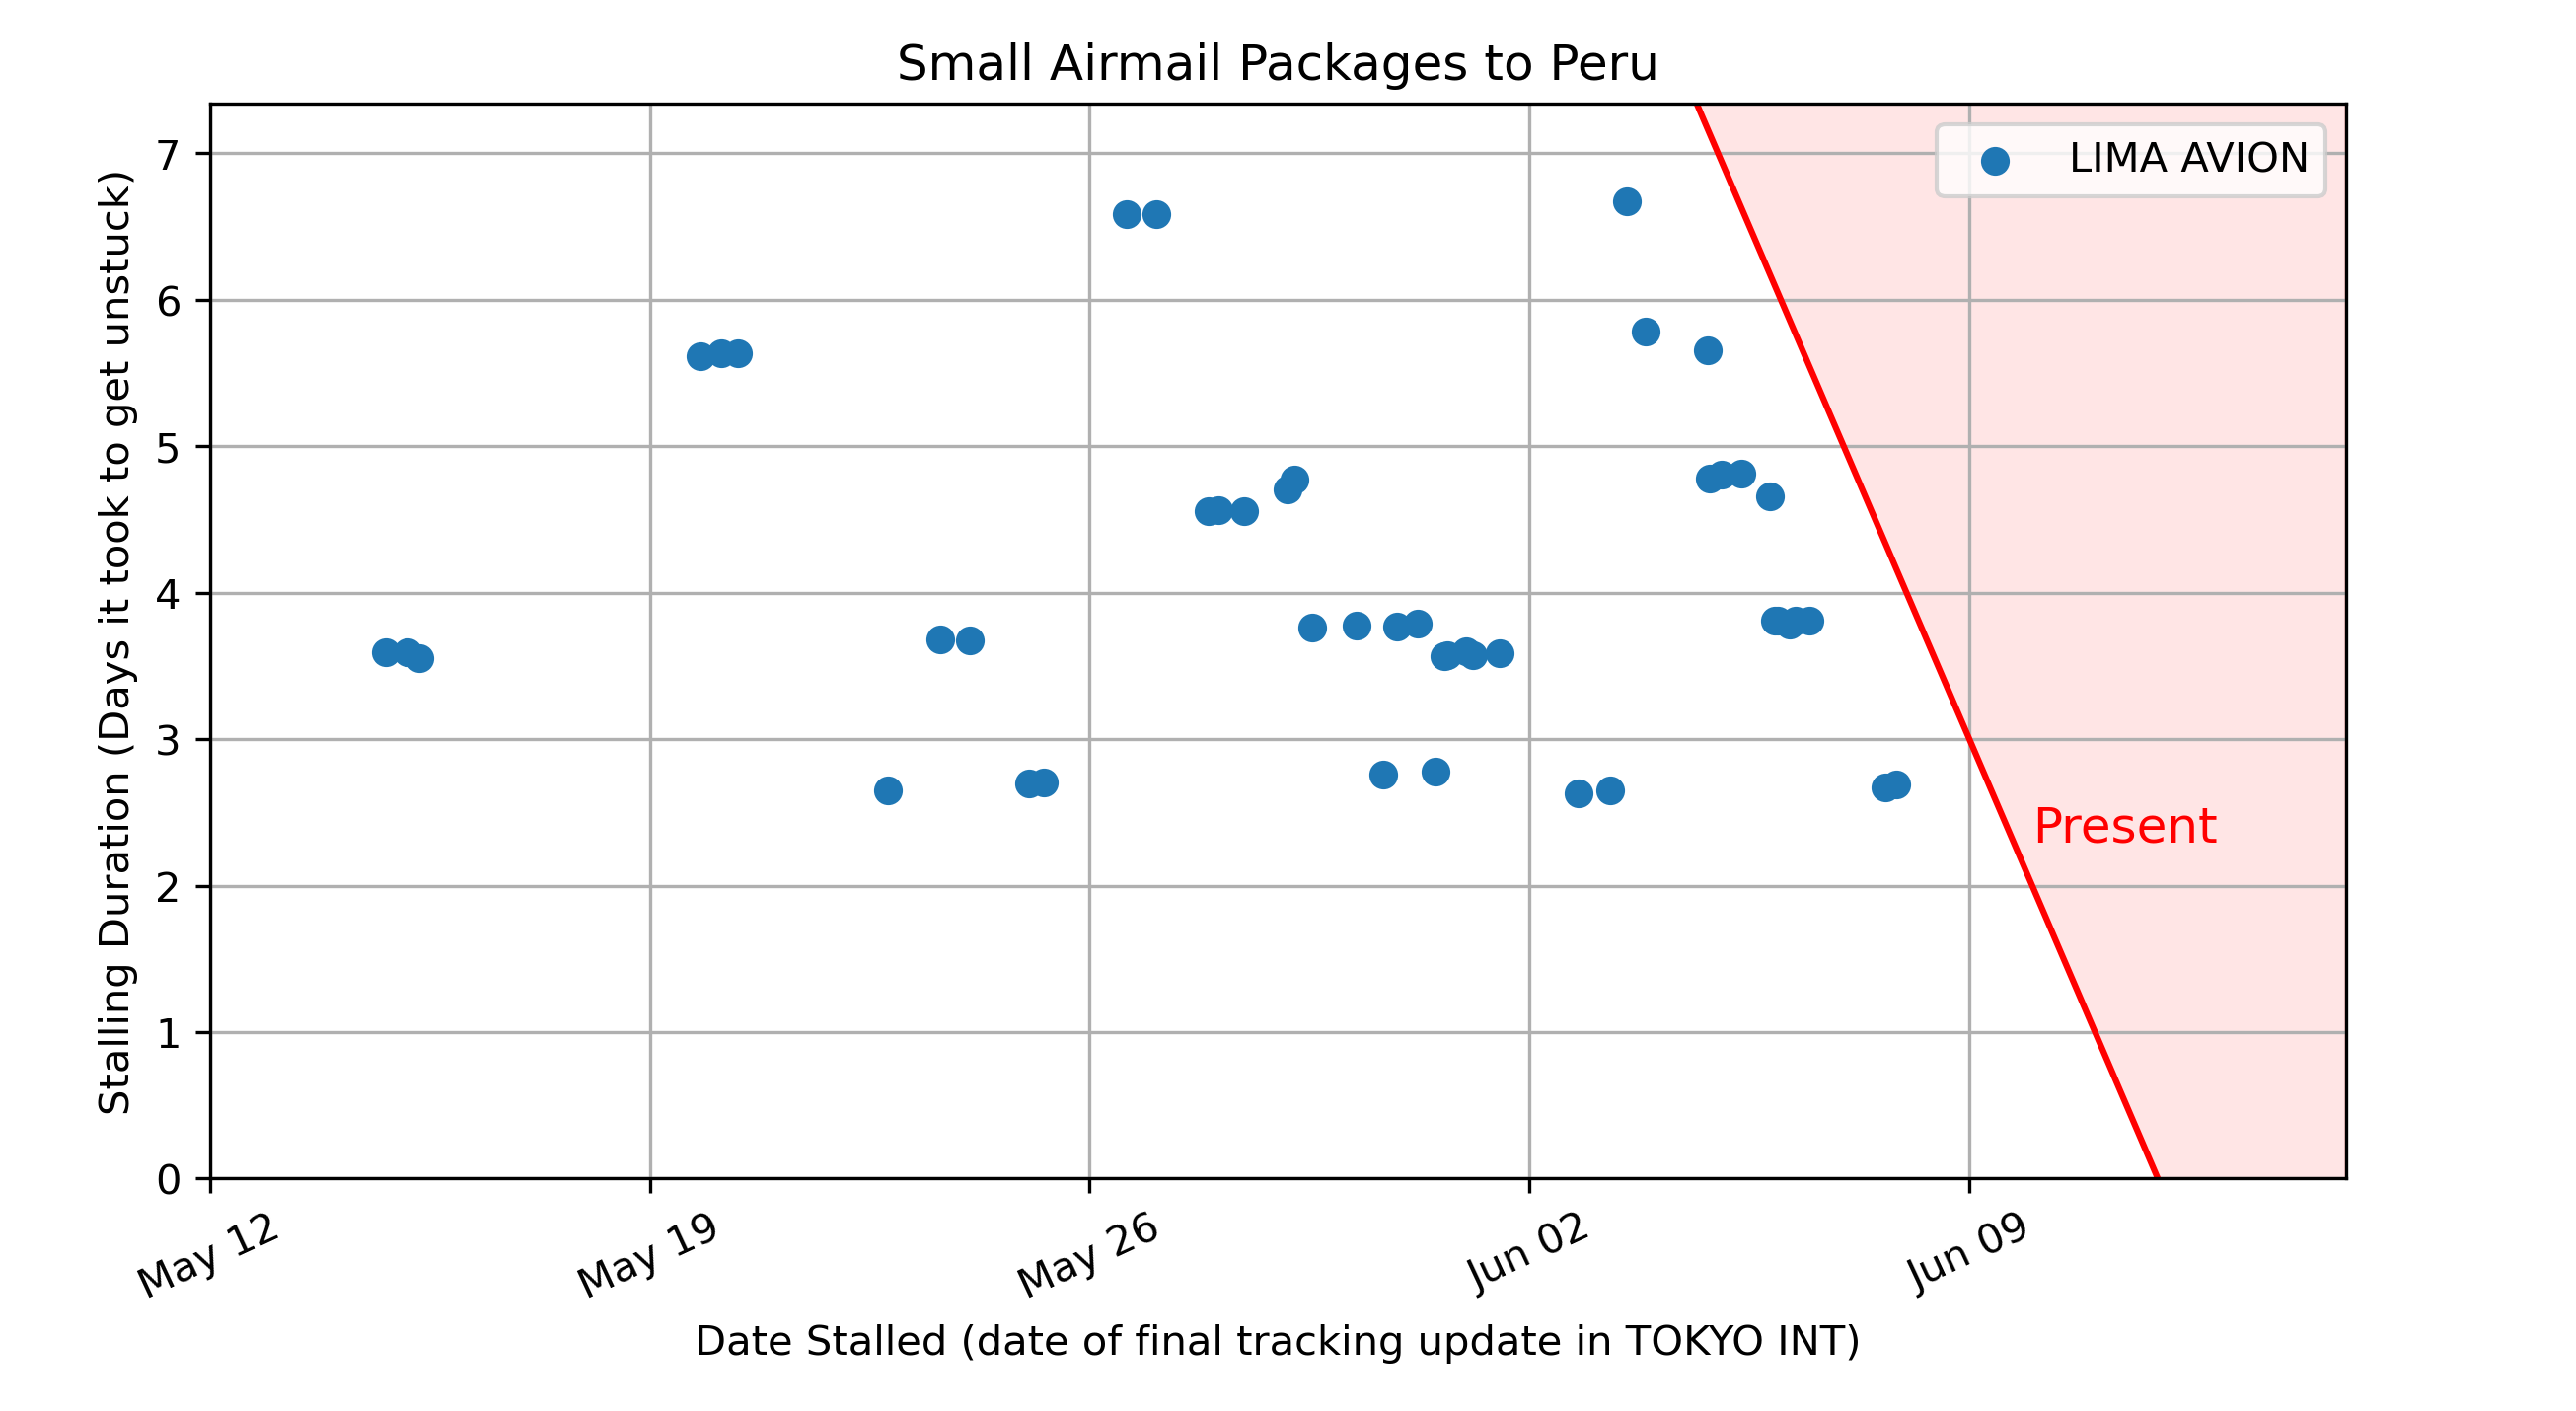 Small Airmail Packages to Peru
LIMA AVION
Stalling Duration (Days it took to get unstuck)
7
6
5
4
3
2
1
0
Present
May 12
May 19
May 26
Jun 02
Jun 09
Date Stalled (date of final tracking update in TOKYO INT)